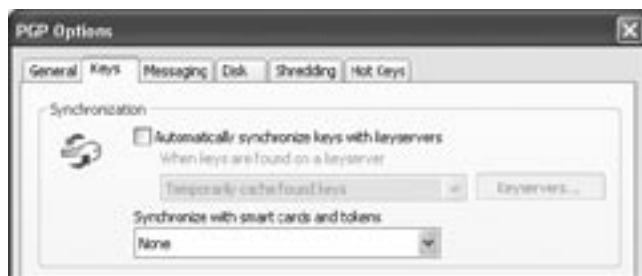 PGP Options
General Keys Messaging Disk Shredding Hot Keys
Synchronization
Automatically synchronize keys with keyservers
When keys are found on a keyserver
Temporarily cache found keys Keyservers...
Synchronize with smart cards and tokens
None